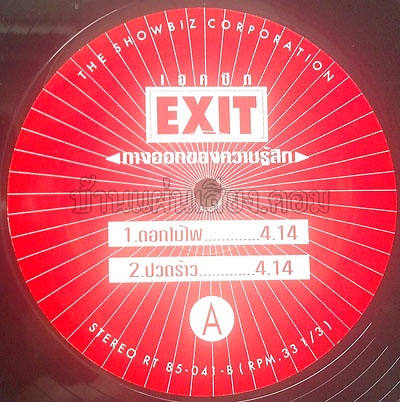 THE SHOWBIZ CORPORATION
เอคซิท
EXIT
ทางออกของความรู้สึก
บ้านแผ่นเสียง.คอม
1.ดอกไม้ไฟ.............4.14
2.ปวดร้าว.............4.14
A
STEREO RT 85-041-B (RPM.33 1/3)